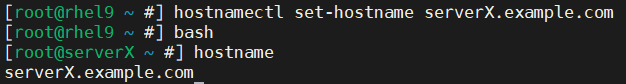 [root@rhel9 ~ #] hostnamectl set-hostname serverX.example.com
[root@rhel9 ~ #] bash
[root@serverX ~ #] hostname
serverX.example.com